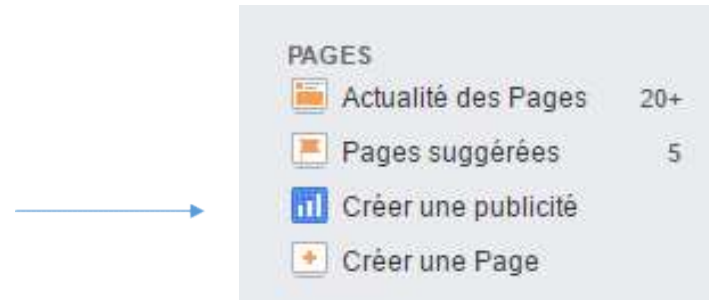 PAGES
Actualité des Pages 20+
Pages suggérées 5
Créer une publicité
Créer une Page